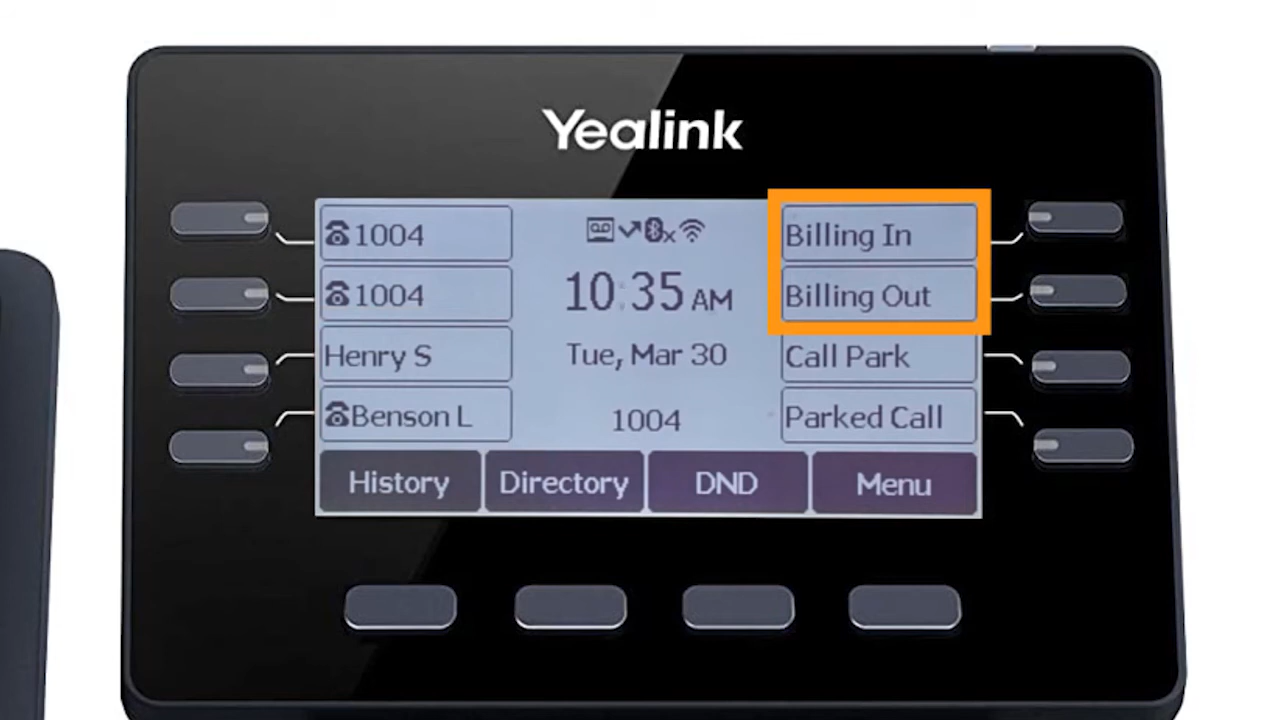 Yealink
1004
Billing In
1004
10:35 AM
Billing Out
Henry S
Tue, Mar 30
Call Park
Benson L
1004
Parked Call
History
Directory
DND
Menu